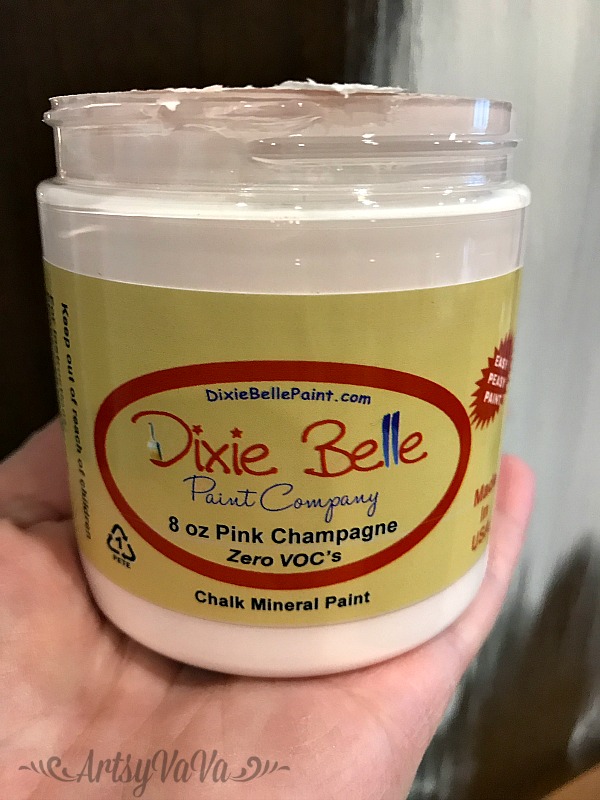 DixieBellePaint.com
Dixie Belle
Paint Company
8 oz Pink Champagne
Zero VOC's
Chalk Mineral Paint
EASY
PEASY
PAINT
Made
in
USA
Keep out of reach of children
1
PETE
ArtsyVaVa